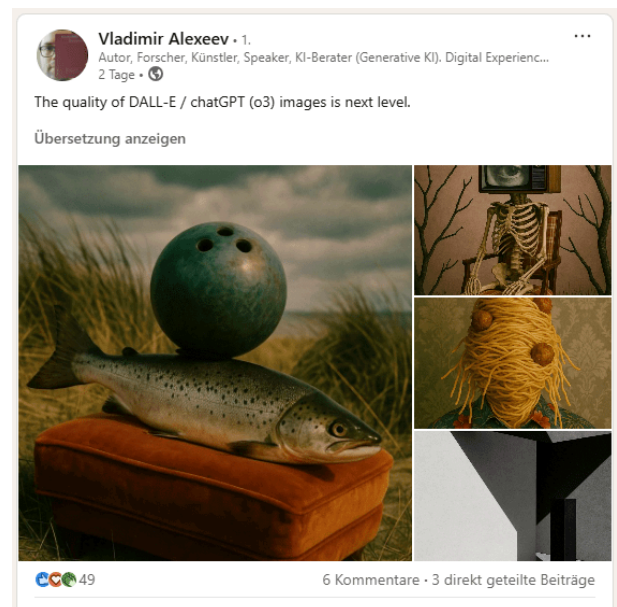 Vladimir Alexeev • 1.
Autor, Forscher, Künstler, Speaker, KI-Berater (Generative KI). Digital Experienc...
2 Tage •
The quality of DALL-E / chatGPT (o3) images is next level.
Übersetzung anzeigen
49
6 Kommentare • 3 direkt geteilte Beiträge